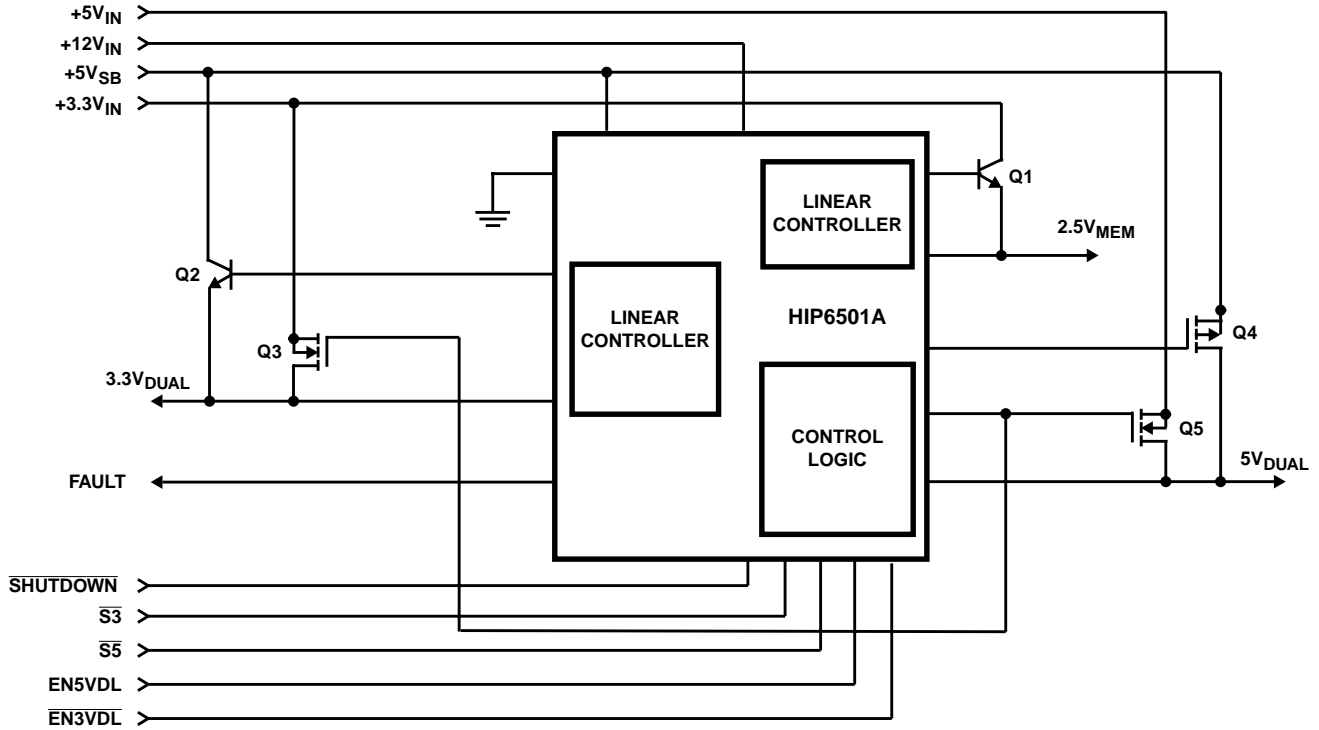 +5VIN
+12VIN
+5VSB
+3.3VIN
Q1
LINEAR
CONTROLLER
2.5VMEM
Q2
LINEAR
CONTROLLER
HIP6501A
Q4
Q3
3.3VDUAL
CONTROL
LOGIC
Q5
5VDUAL
FAULT
SHUTDOWN
S3
S5
EN5VDL
EN3VDL